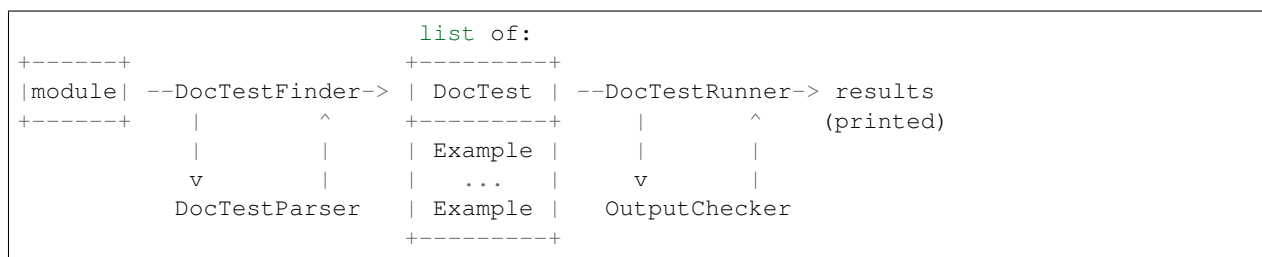 list of:
+------+                   +---------+
|module| --DocTestFinder-> | DocTest | --DocTestRunner-> results
+------+    |        ^     +---------+     |       ^    (printed)
            |        |     | Example |     |       |
            v        |     |   ...   |     v       |
           DocTestParser   | Example |   OutputChecker
                           +---------+